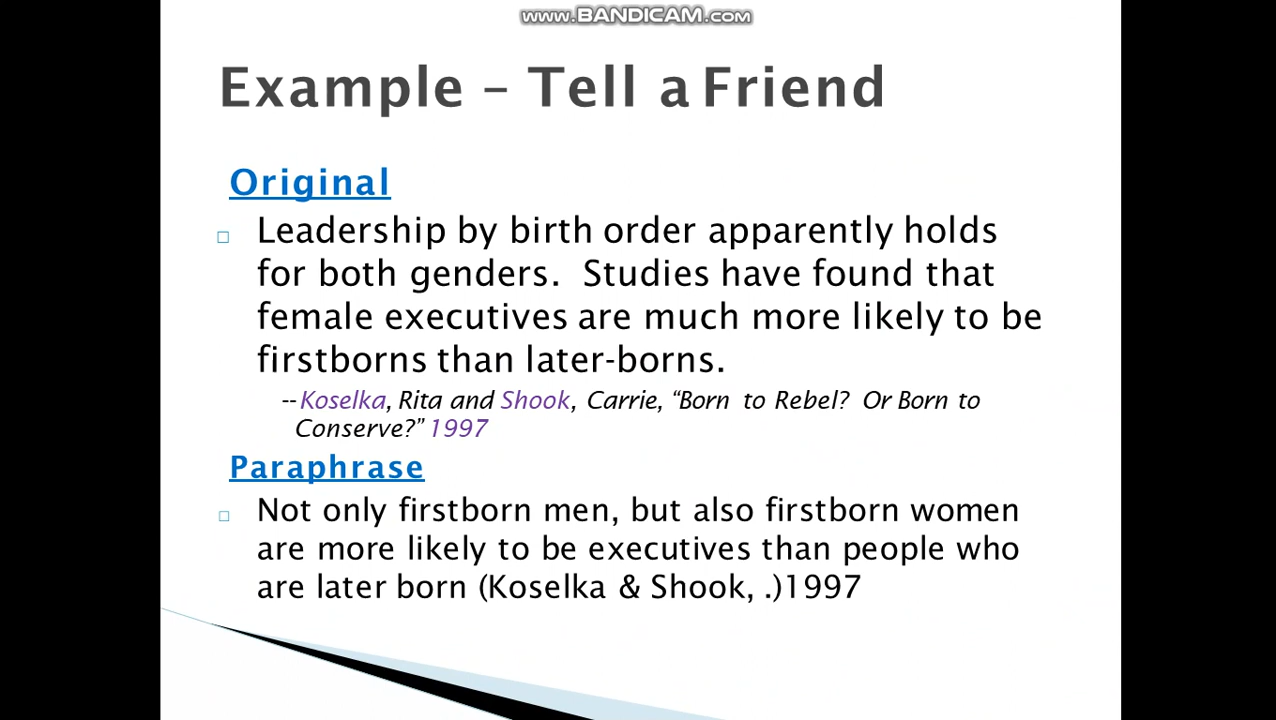 www.BANDICAM.com
Example – Tell a Friend
Original
Leadership by birth order apparently holds
for both genders. Studies have found that
female executives are much more likely to be
firstborns than later-borns.
--Koselka, Rita and Shook, Carrie, “Born to Rebel? Or Born to
Conserve?” 1997
Paraphrase
Not only firstborn men, but also firstborn women
are more likely to be executives than people who
are later born (Koselka & Shook, .)1997